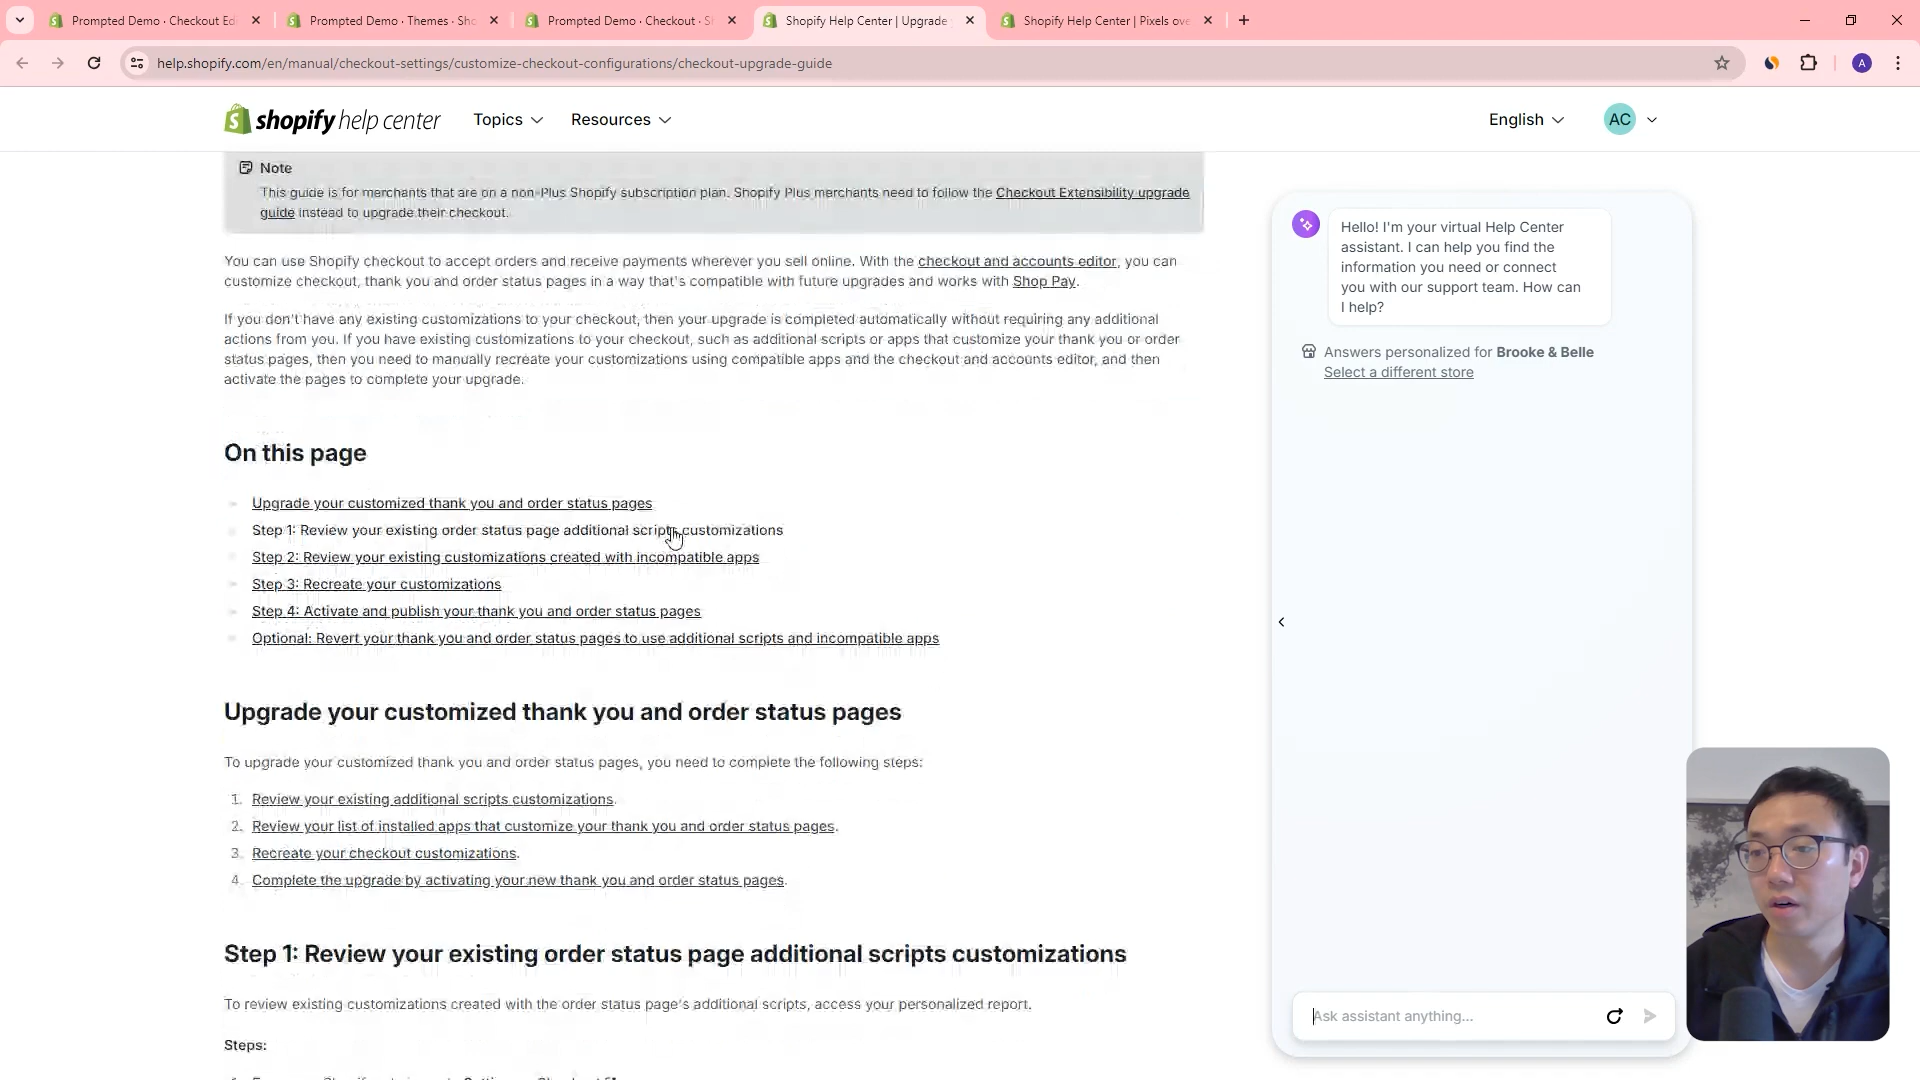 Prompted Demo · Checkout Ed
Prompted Demo · Themes · Sho
Prompted Demo · Checkout · S
Shopify Help Center | Upgrade
Shopify Help Center | Pixels ove
help.shopify.com/en/manual/checkout-settings/customize-checkout-configurations/checkout-upgrade-guide
A
shopify help center
Topics
Resources
English
AC
Note
This guide is for merchants that are on a non-Plus Shopify subscription plan. Shopify Plus merchants need to follow the Checkout Extensibility upgrade
guide instead to upgrade their checkout.
You can use Shopify checkout to accept orders and receive payments wherever you sell online. With the checkout and accounts editor, you can
customize checkout, thank you and order status pages in a way that's compatible with future upgrades and works with Shop Pay.
If you don't have any existing customizations to your checkout, then your upgrade is completed automatically without requiring any additional
actions from you. If you have existing customizations to your checkout, such as additional scripts or apps that customize your thank you or order
status pages, then you need to manually recreate your customizations using compatible apps and the checkout and accounts editor, and then
activate the pages to complete your upgrade.
On this page
Upgrade your customized thank you and order status pages
Step 1: Review your existing order status page additional scripts customizations
Step 2: Review your existing customizations created with incompatible apps
Step 3: Recreate your customizations
Step 4: Activate and publish your thank you and order status pages
Optional: Revert your thank you and order status pages to use additional scripts and incompatible apps
Upgrade your customized thank you and order status pages
To upgrade your customized thank you and order status pages, you need to complete the following steps:
1. Review your existing additional scripts customizations.
2. Review your list of installed apps that customize your thank you and order status pages.
3. Recreate your checkout customizations.
4. Complete the upgrade by activating your new thank you and order status pages.
Step 1: Review your existing order status page additional scripts customizations
To review existing customizations created with the order status page's additional scripts, access your personalized report.
Steps:
Hello! I'm your virtual Help Center
assistant. I can help you find the
information you need or connect
you with our support team. How can
I help?
Answers personalized for Brooke & Belle
Select a different store
Ask assistant anything...